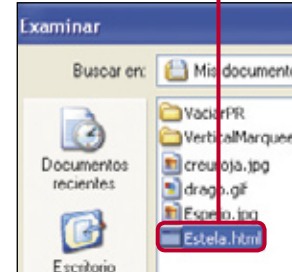 Examinar
Buscar en: Mis documento
VaciarPR
VerticalMarquee
creuroja.jpg
drago.gif
Espejo.jpg
Estela.html
Documentos
recientes
Escritorio